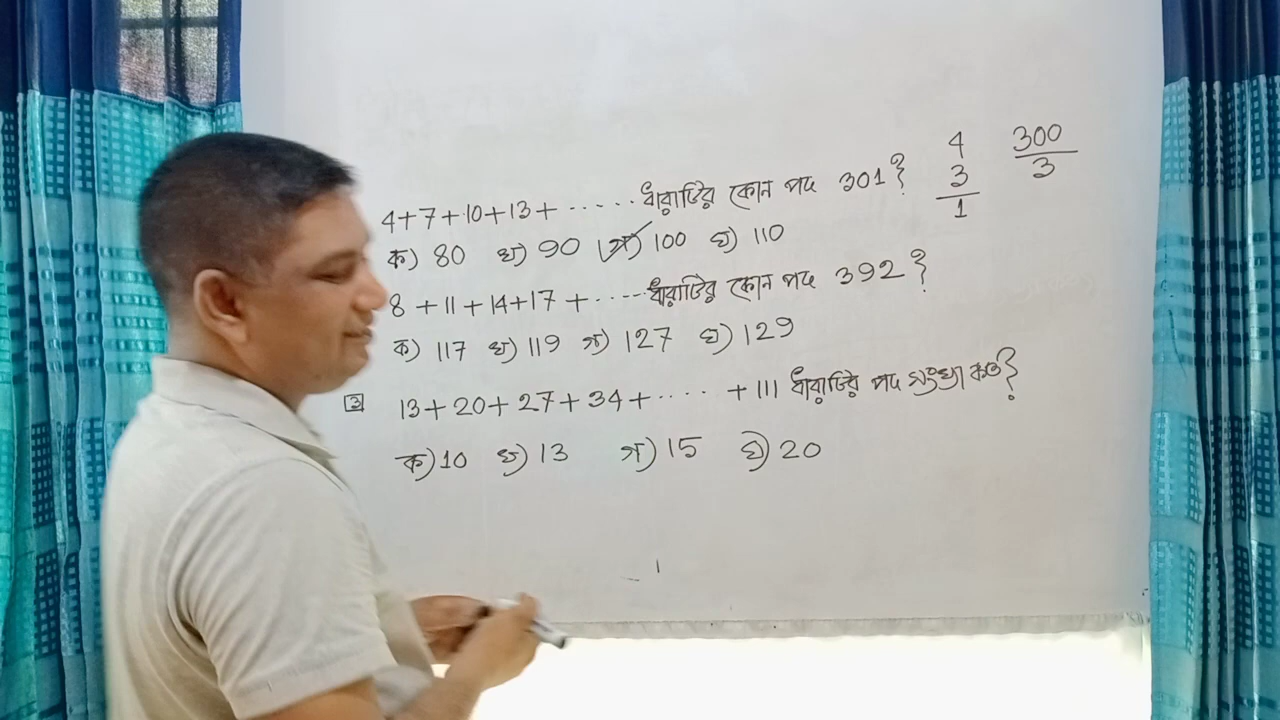 4+7+10+13+ ..... ধারাটির কোন পদ 301?
ক) 80 খ) 90 গ) 100 ঘ) 110
8 +11+14+17 +.....ধারাটির কোন পদ 392?
ক) 117 খ) 119 গ) 127 ঘ) 129
3 13+20+27+34+..... +111 ধারাটির পদ সংখ্যা কত?
ক)10 খ) 13 গ) 15 ঘ) 20
4
3
1
300
3